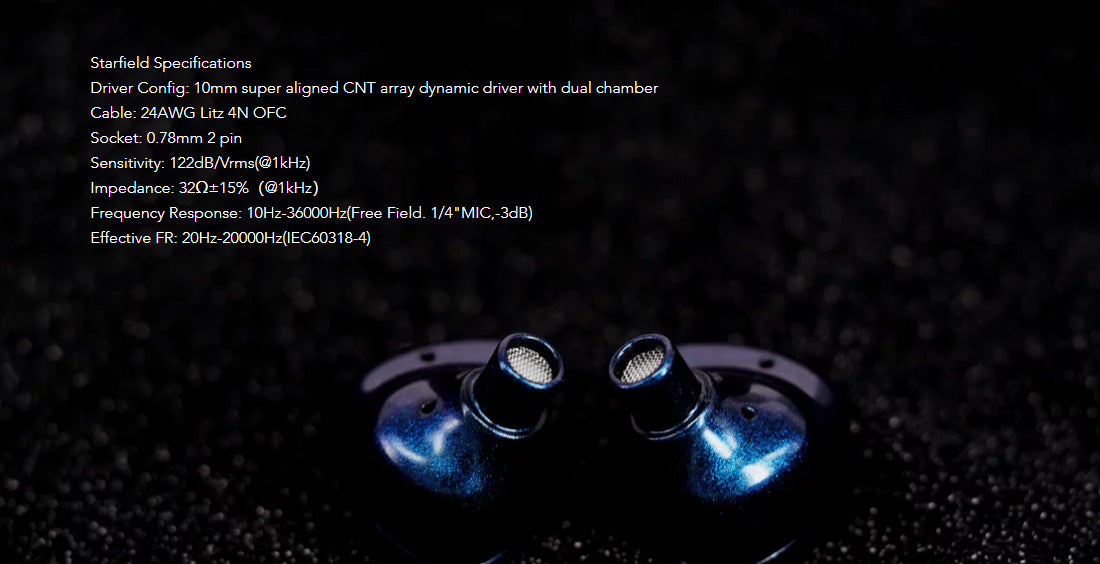 Starfield Specifications
Driver Config: 10mm super aligned CNT array dynamic driver with dual chamber
Cable: 24AWG Litz 4N OFC
Socket: 0.78mm 2 pin
Sensitivity: 122dB/Vrms(@1kHz)
Impedance: 32Ω±15%（@1kHz）
Frequency Response: 10Hz-36000Hz(Free Field. 1/4"MIC,-3dB)
Effective FR: 20Hz-20000Hz(IEC60318-4)